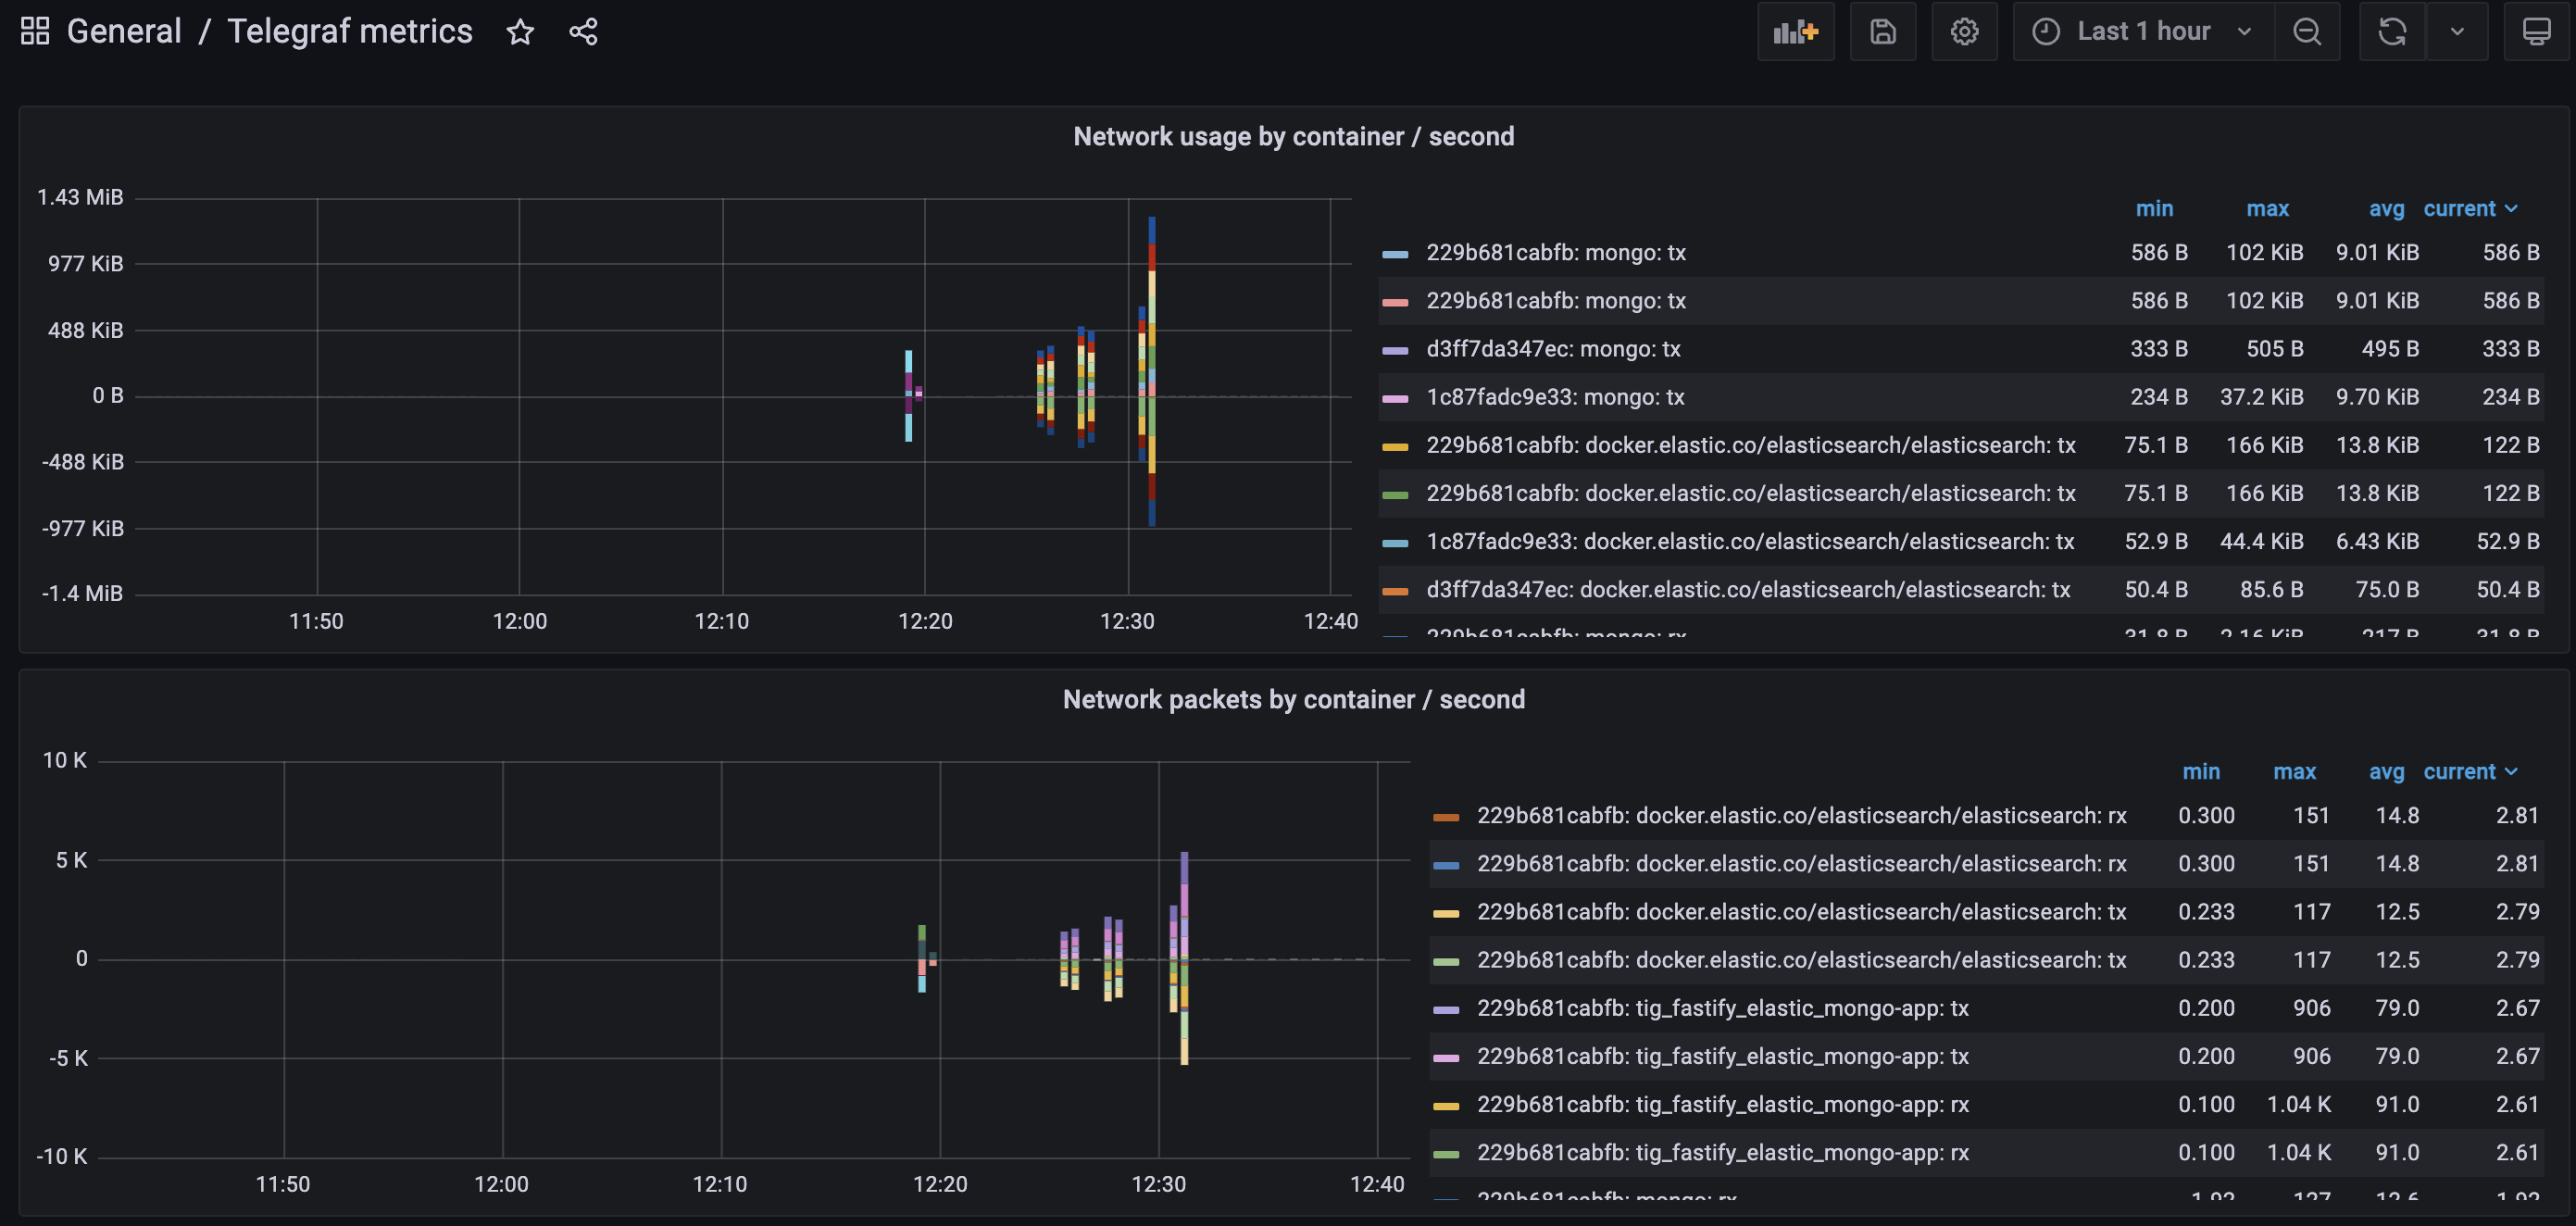 General / Telegraf metrics
Last 1 hour
Network usage by container / second
1.43 MiB
977 KiB
488 KiB
0 B
-488 KiB
-977 KiB
-1.4 MiB
11:50 12:00 12:10 12:20 12:30 12:40
min max avg current
229b681cabfb: mongo: tx 586 B 102 KiB 9.01 KiB 586 B
229b681cabfb: mongo: tx 586 B 102 KiB 9.01 KiB 586 B
d3ff7da347ec: mongo: tx 333 B 505 B 495 B 333 B
1c87fadc9e33: mongo: tx 234 B 37.2 KiB 9.70 KiB 234 B
229b681cabfb: docker.elastic.co/elasticsearch/elasticsearch: tx 75.1 B 166 KiB 13.8 KiB 122 B
229b681cabfb: docker.elastic.co/elasticsearch/elasticsearch: tx 75.1 B 166 KiB 13.8 KiB 122 B
1c87fadc9e33: docker.elastic.co/elasticsearch/elasticsearch: tx 52.9 B 44.4 KiB 6.43 KiB 52.9 B
d3ff7da347ec: docker.elastic.co/elasticsearch/elasticsearch: tx 50.4 B 85.6 B 75.0 B 50.4 B
229b681cabfb: mongo: rx 31.8 B 2.16 KiB 217 B 31.8 B
Network packets by container / second
10 K
5 K
0
-5 K
-10 K
11:50 12:00 12:10 12:20 12:30 12:40
min max avg current
229b681cabfb: docker.elastic.co/elasticsearch/elasticsearch: rx 0.300 151 14.8 2.81
229b681cabfb: docker.elastic.co/elasticsearch/elasticsearch: rx 0.300 151 14.8 2.81
229b681cabfb: docker.elastic.co/elasticsearch/elasticsearch: tx 0.233 117 12.5 2.79
229b681cabfb: docker.elastic.co/elasticsearch/elasticsearch: tx 0.233 117 12.5 2.79
229b681cabfb: tig_fastify_elastic_mongo-app: tx 0.200 906 79.0 2.67
229b681cabfb: tig_fastify_elastic_mongo-app: tx 0.200 906 79.0 2.67
229b681cabfb: tig_fastify_elastic_mongo-app: rx 0.100 1.04 K 91.0 2.61
229b681cabfb: tig_fastify_elastic_mongo-app: rx 0.100 1.04 K 91.0 2.61
229b681cabfb: mongo: rx